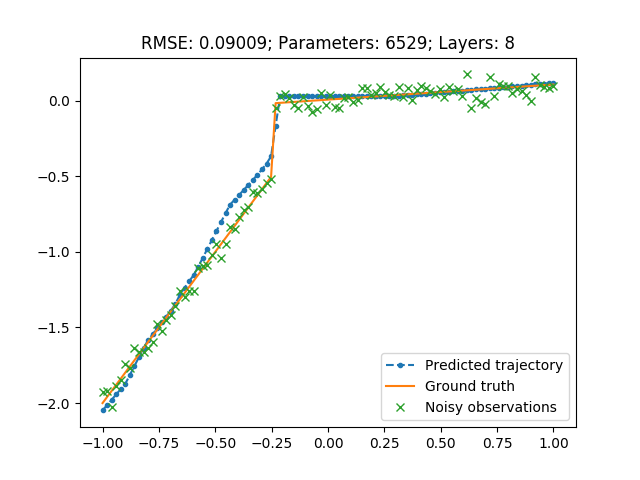 RMSE: 0.09009; Parameters: 6529; Layers: 8
0.0
−0.5
−1.0
−1.5
−2.0
Predicted trajectory
Ground truth
Noisy observations
−1.00 −0.75 −0.50 −0.25 0.00 0.25 0.50 0.75 1.00